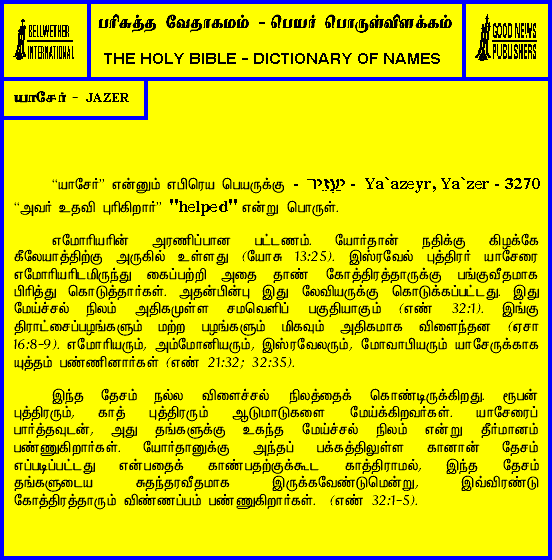 BELLWETHER
INTERNATIONAL
பரிசுத்த வேதாகமம் - பெயர் பொருள்விளக்கம்
THE HOLY BIBLE - DICTIONARY OF NAMES
GOOD NEWS
PUBLISHERS
யாசேர் - JAZER
“யாசேர்” என்னும் எபிரெய பெயருக்கு - יעזיר - Ya`azeyr, Ya`zer - 3270
“அவர் உதவி புரிகிறார்” "helped" என்று பொருள்.
எமோரியரின் அரணிப்பான பட்டணம். யோர்தான் நதிக்கு கிழக்கே
கீலேயாத்திற்கு அருகில் உள்ளது (யோசு 13:25). இஸ்ரவேல் புத்திரர் யாசேரை
எமோரியரிடமிருந்து கைப்பற்றி அதை தாண் கோத்திரத்தாருக்கு பங்குவீதமாக
பிரித்து கொடுத்தார்கள். அதன்பின்பு இது லேவியருக்கு கொடுக்கப்பட்டது. இது
மேய்ச்சல் நிலம் அதிகமுள்ள சமவெளிப் பகுதியாகும் (எண் 32:1). இங்கு
திராட்சைப்பழங்களும் மற்ற பழங்களும் மிகவும் அதிகமாக விளைந்தன (ஏசா
16:8-9). எமோரியரும், அம்மோனியரும், இஸ்ரவேலரும், மோவாபியரும் யாசேருக்காக
யுத்தம் பண்ணினார்கள் (எண் 21:32; 32:35).
இந்த தேசம் நல்ல விளைச்சல் நிலத்தைக் கொண்டிருக்கிறது. ரூபன்
புத்திரரும், காத் புத்திரரும் ஆடுமாடுகளை மேய்க்கிறவர்கள். யாசேரைப்
பார்த்தவுடன், அது தங்களுக்கு உகந்த மேய்ச்சல் நிலம் என்று தீர்மானம்
பண்ணுகிறார்கள். யோர்தானுக்கு அந்தப் பக்கத்திலுள்ள கானான் தேசம்
எப்படிப்பட்டது என்பதைக் காண்பதற்குக்கூட காத்திராமல், இந்த தேசம்
தங்களுடைய சுதந்தரவீதமாக இருக்கவேண்டுமென்று, இவ்விரண்டு
கோத்திரத்தாரும் விண்ணப்பம் பண்ணுகிறார்கள். (எண் 32:1-5).